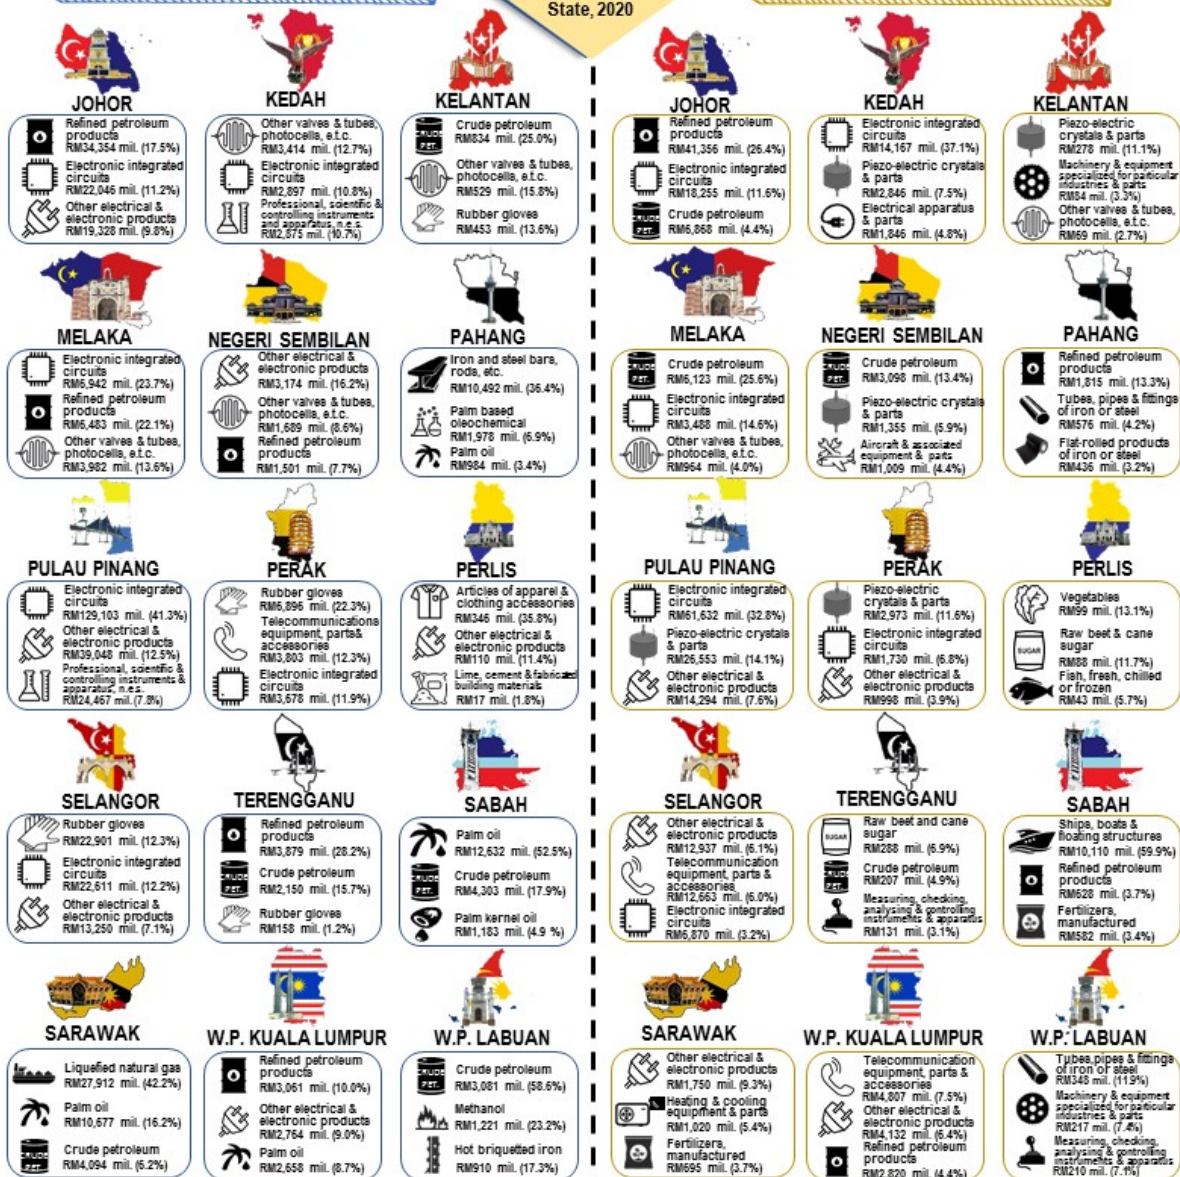 State, 2020
JOHOR
Refined petroleum
products
RM34,354 mil. (17.5%)
Electronic integrated
circuits
RM22,046 mil. (11.2%)
Other electrical &
electronic products
RM19,328 mil. (9.8%)
KEDAH
Other valves & tubes,
photocells, e.t.c.
RM3,414 mil. (12.7%)
Electronic integrated
circuits
RM2,897 mil. (10.8%)
Professional, scientific &
controlling instruments
and apparatus, n.e.s.
RM2,875 mil. (10.7%)
KELANTAN
CRUDE
PET.
Crude petroleum
RM834 mil. (25.0%)
Other valves & tubes,
photocells, e.t.c.
RM529 mil. (15.8%)
Rubber gloves
RM453 mil. (13.6%)
MELAKA
Electronic integrated
circuits
RM6,942 mil. (23.7%)
Refined petroleum
products
RM6,483 mil. (22.1%)
Other valves & tubes,
photocells, e.t.c.
RM3,982 mil. (13.6%)
NEGERI SEMBILAN
Other electrical &
electronic products
RM3,174 mil. (16.2%)
Other valves & tubes,
photocells, e.t.c.
RM1,689 mil. (8.6%)
Refined petroleum
products
RM1,501 mil. (7.7%)
PAHANG
Iron and steel bars,
rods, etc.
RM10,492 mil. (36.4%)
Palm based
oleochemical
RM1,978 mil. (6.9%)
Palm oil
RM984 mil. (3.4%)
PULAU PINANG
Electronic integrated
circuits
RM129,103 mil. (41.3%)
Other electrical &
electronic products
RM39,048 mil. (12.5%)
Professional, scientific &
controlling instruments &
apparatus, n.e.s.
RM24,467 mil. (7.8%)
PERAK
Rubber gloves
RM6,896 mil. (22.3%)
Telecommunications
equipment, parts&
accessories
RM3,803 mil. (12.3%)
Electronic integrated
circuits
RM3,678 mil. (11.9%)
PERLIS
Articles of apparel &
clothing accessories
RM346 mil. (35.8%)
Other electrical &
electronic products
RM110 mil. (11.4%)
Lime, cement & fabricated
building materials
RM17 mil. (1.8%)
SELANGOR
Rubber gloves
RM22,901 mil. (12.3%)
Electronic integrated
circuits
RM22,611 mil. (12.2%)
Other electrical &
electronic products
RM13,250 mil. (7.1%)
TERENGGANU
Refined petroleum
products
RM3,879 mil. (28.2%)
CRUDE
PET.
Crude petroleum
RM2,150 mil. (15.7%)
Rubber gloves
RM158 mil. (1.2%)
SABAH
Palm oil
RM12,632 mil. (52.5%)
CRUDE
PET.
Crude petroleum
RM4,303 mil. (17.9%)
Palm kernel oil
RM1,183 mil. (4.9 %)
SARAWAK
Liquefied natural gas
RM27,912 mil. (42.2%)
Palm oil
RM10,677 mil. (16.2%)
CRUDE
PET.
Crude petroleum
RM4,094 mil. (6.2%)
W.P. KUALA LUMPUR
Refined petroleum
products
RM3,061 mil. (10.0%)
Other electrical &
electronic products
RM2,764 mil. (9.0%)
Palm oil
RM2,658 mil. (8.7%)
W.P. LABUAN
CRUDE
PET.
Crude petroleum
RM3,081 mil. (58.6%)
Methanol
RM1,221 mil. (23.2%)
Hot briquetted iron
RM910 mil. (17.3%)
JOHOR
Refined petroleum
products
RM41,356 mil. (26.4%)
Electronic integrated
circuits
RM18,255 mil. (11.6%)
CRUDE
PET.
Crude petroleum
RM6,868 mil. (4.4%)
KEDAH
Electronic integrated
circuits
RM14,167 mil. (37.1%)
Piezo-electric crystals
& parts
RM2,846 mil. (7.5%)
Electrical apparatus
& parts
RM1,846 mil. (4.8%)
KELANTAN
Piezo-electric
crystals & parts
RM278 mil. (11.1%)
Machinery & equipment
specialized for particular
industries & parts
RM84 mil. (3.3%)
Other valves & tubes,
photocells, e.t.c.
RM69 mil. (2.7%)
MELAKA
CRUDE
PET.
Crude petroleum
RM6,123 mil. (25.6%)
Electronic integrated
circuits
RM3,488 mil. (14.6%)
Other valves & tubes,
photocells, e.t.c.
RM964 mil. (4.0%)
NEGERI SEMBILAN
CRUDE
PET.
Crude petroleum
RM3,098 mil. (13.4%)
Piezo-electric crystals
& parts
RM1,355 mil. (5.9%)
Aircraft & associated
equipment & parts
RM1,009 mil. (4.4%)
PAHANG
Refined petroleum
products
RM1,815 mil. (13.3%)
Tubes, pipes & fittings
of iron or steel
RM576 mil. (4.2%)
Flat-rolled products
of iron or steel
RM436 mil. (3.2%)
PULAU PINANG
Electronic integrated
circuits
RM61,632 mil. (32.8%)
Piezo-electric crystals
& parts
RM26,553 mil. (14.1%)
Other electrical &
electronic products
RM14,294 mil. (7.6%)
PERAK
Piezo-electric
crystals & parts
RM2,973 mil. (11.6%)
Electronic integrated
circuits
RM1,730 mil. (6.8%)
Other electrical &
electronic products
RM998 mil. (3.9%)
PERLIS
Vegetables
RM99 mil. (13.1%)
SUGAR
Raw beet & cane
sugar
RM88 mil. (11.7%)
Fish, fresh, chilled
or frozen
RM43 mil. (5.7%)
SELANGOR
Other electrical &
electronic products
RM12,937 mil. (6.1%)
Telecommunication
equipment, parts &
accessories
RM12,663 mil. (6.0%)
Electronic integrated
circuits
RM6,870 mil. (3.2%)
TERENGGANU
SUGAR
Raw beet and cane
sugar
RM288 mil. (6.9%)
CRUDE
PET.
Crude petroleum
RM207 mil. (4.9%)
Measuring, checking,
analysing & controlling
instruments & apparatus
RM131 mil. (3.1%)
SABAH
Ships, boats &
floating structures
RM10,110 mil. (59.9%)
Refined petroleum
products
RM628 mil. (3.7%)
Fertilizers,
manufactured
RM582 mil. (3.4%)
SARAWAK
Other electrical &
electronic products
RM1,750 mil. (9.3%)
Heating & cooling
equipment & parts
RM1,020 mil. (5.4%)
Fertilizers,
manufactured
RM695 mil. (3.7%)
W.P. KUALA LUMPUR
Telecommunication
equipment, parts &
accessories
RM4,807 mil. (7.5%)
Other electrical &
electronic products
RM4,132 mil. (6.4%)
Refined petroleum
products
RM2,820 mil. (4.4%)
W.P. LABUAN
Tubes,pipes & fittings
of iron or steel
RM348 mil. (11.9%)
Machinery & equipment
specialized for particular
industries & parts
RM217 mil. (7.4%)
Measuring, checking,
analysing & controlling
instruments & apparatus
RM210 mil. (7.1%)